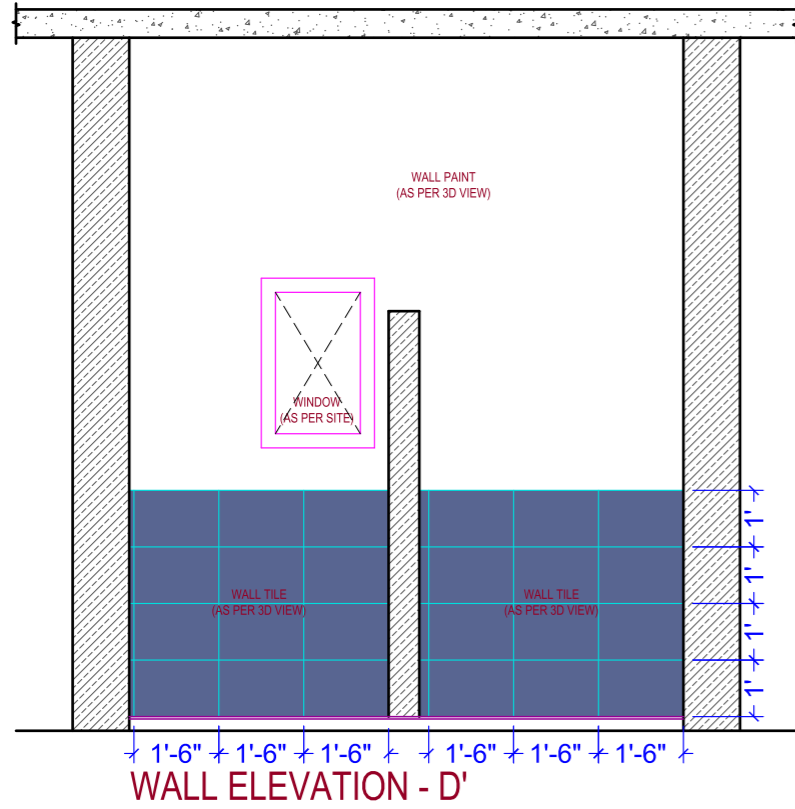 WALL PAINT
(AS PER 3D VIEW)
WINDOW
(AS PER SITE)
WALL TILE
(AS PER 3D VIEW)
WALL TILE
(AS PER 3D VIEW)
1'
1'
1'
1'
1'-6" 1'-6" 1'-6" 1'-6" 1'-6" 1'-6"
WALL ELEVATION - D'